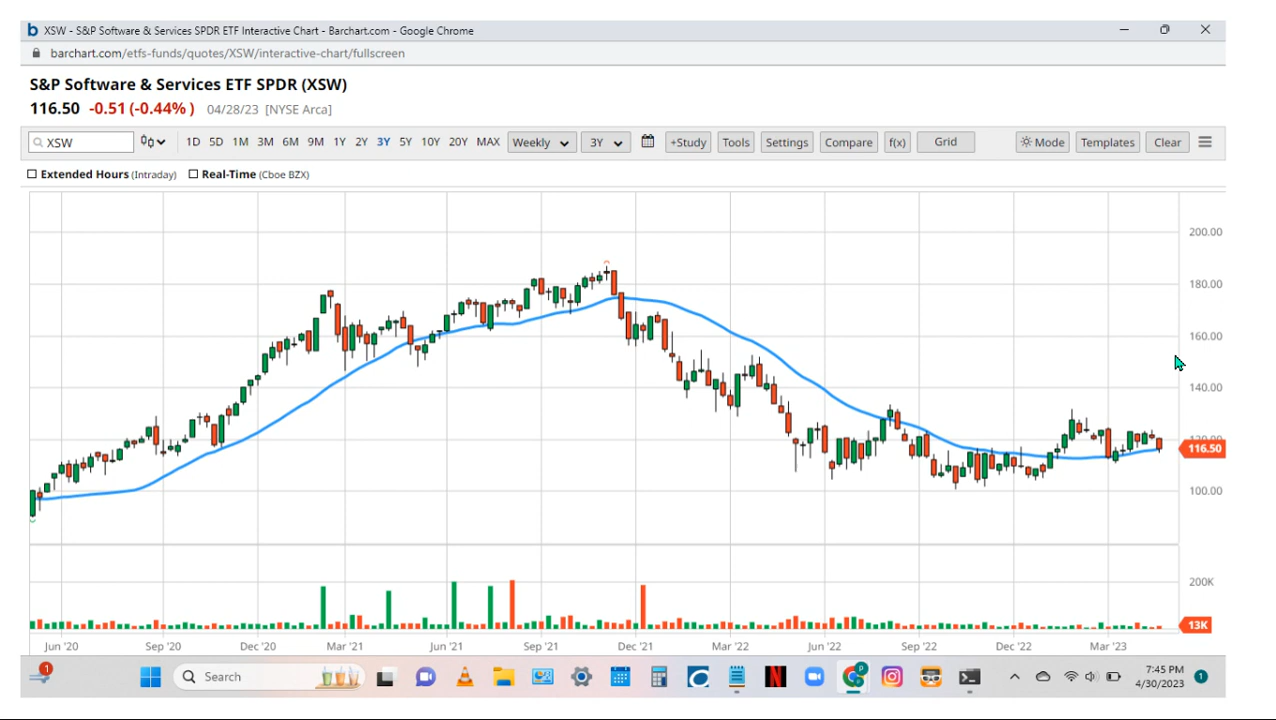 XSW - S&P Software & Services SPDR ETF Interactive Chart - Barchart.com - Google Chrome
barchart.com/etfs-funds/quotes/XSW/interactive-chart/fullscreen
S&P Software & Services ETF SPDR (XSW)
116.50 -0.51 (-0.44% ) 04/28/23 [NYSE Arca]
XSW 1D 5D 1M 3M 6M 9M 1Y 2Y 3Y 5Y 10Y 20Y MAX Weekly 3Y +Study Tools Settings Compare f(x) Grid Mode Templates Clear
Extended Hours (Intraday) Real-Time (Cboe BZX)
200.00
180.00
160.00
140.00
120.00
116.50
100.00
200K
13K
Jun '20 Sep '20 Dec '20 Mar '21 Jun '21 Sep '21 Dec '21 Mar '22 Jun '22 Sep '22 Dec '22 Mar '23
1 Search P 7:45 PM 1
4/30/2023